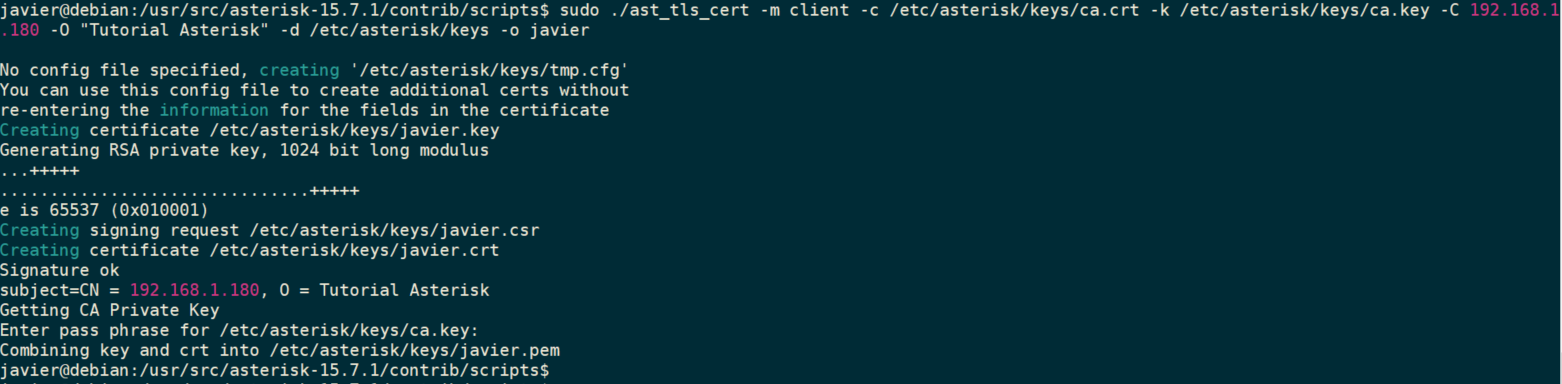 javier@debian:/usr/src/asterisk-15.7.1/contrib/scripts$ sudo ./ast_tls_cert -m client -c /etc/asterisk/keys/ca.crt -k /etc/asterisk/keys/ca.key -C 192.168.1
.180 -O "Tutorial Asterisk" -d /etc/asterisk/keys -o javier

No config file specified, creating '/etc/asterisk/keys/tmp.cfg'
You can use this config file to create additional certs without
re-entering the information for the fields in the certificate
Creating certificate /etc/asterisk/keys/javier.key
Generating RSA private key, 1024 bit long modulus
...+++++
...............................+++++
e is 65537 (0x010001)
Creating signing request /etc/asterisk/keys/javier.csr
Creating certificate /etc/asterisk/keys/javier.crt
Signature ok
subject=CN = 192.168.1.180, O = Tutorial Asterisk
Getting CA Private Key
Enter pass phrase for /etc/asterisk/keys/ca.key:
Combining key and crt into /etc/asterisk/keys/javier.pem
javier@debian:/usr/src/asterisk-15.7.1/contrib/scripts$